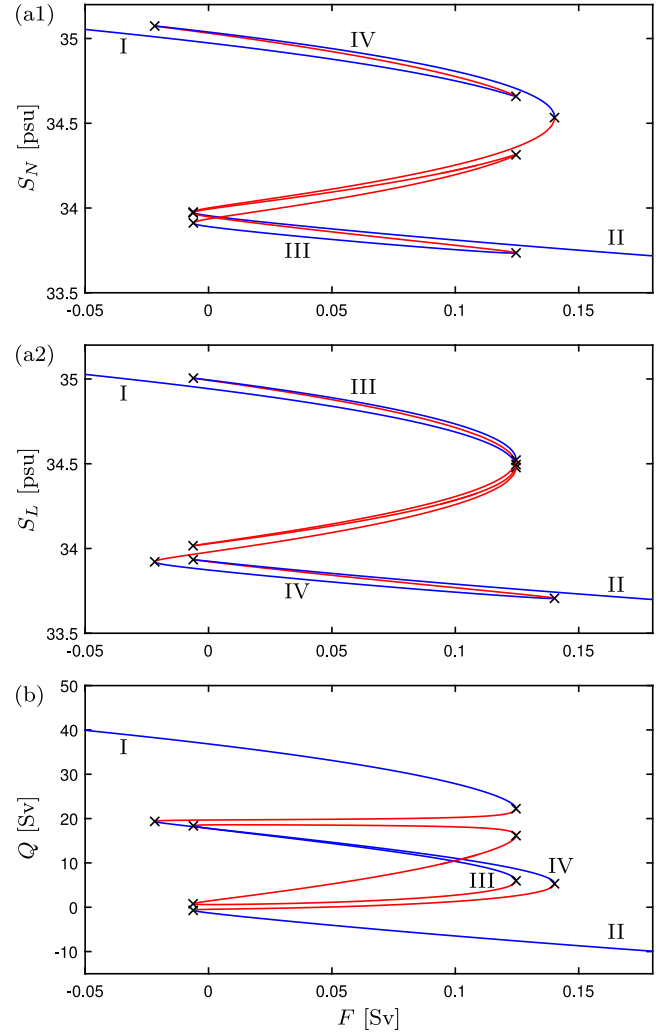 (a1)
I
IV
35
S_N [psu]
34.5
34
III
II
33.5
-0.05 0 0.05 0.1 0.15
(a2)
35
I
III
S_L [psu]
34.5
34
IV
II
33.5
-0.05 0 0.05 0.1 0.15
(b)
50
I
40
30
Q [Sv]
20
10
III
IV
0
II
-10
-0.05 0 0.05 0.1 0.15
F [Sv]